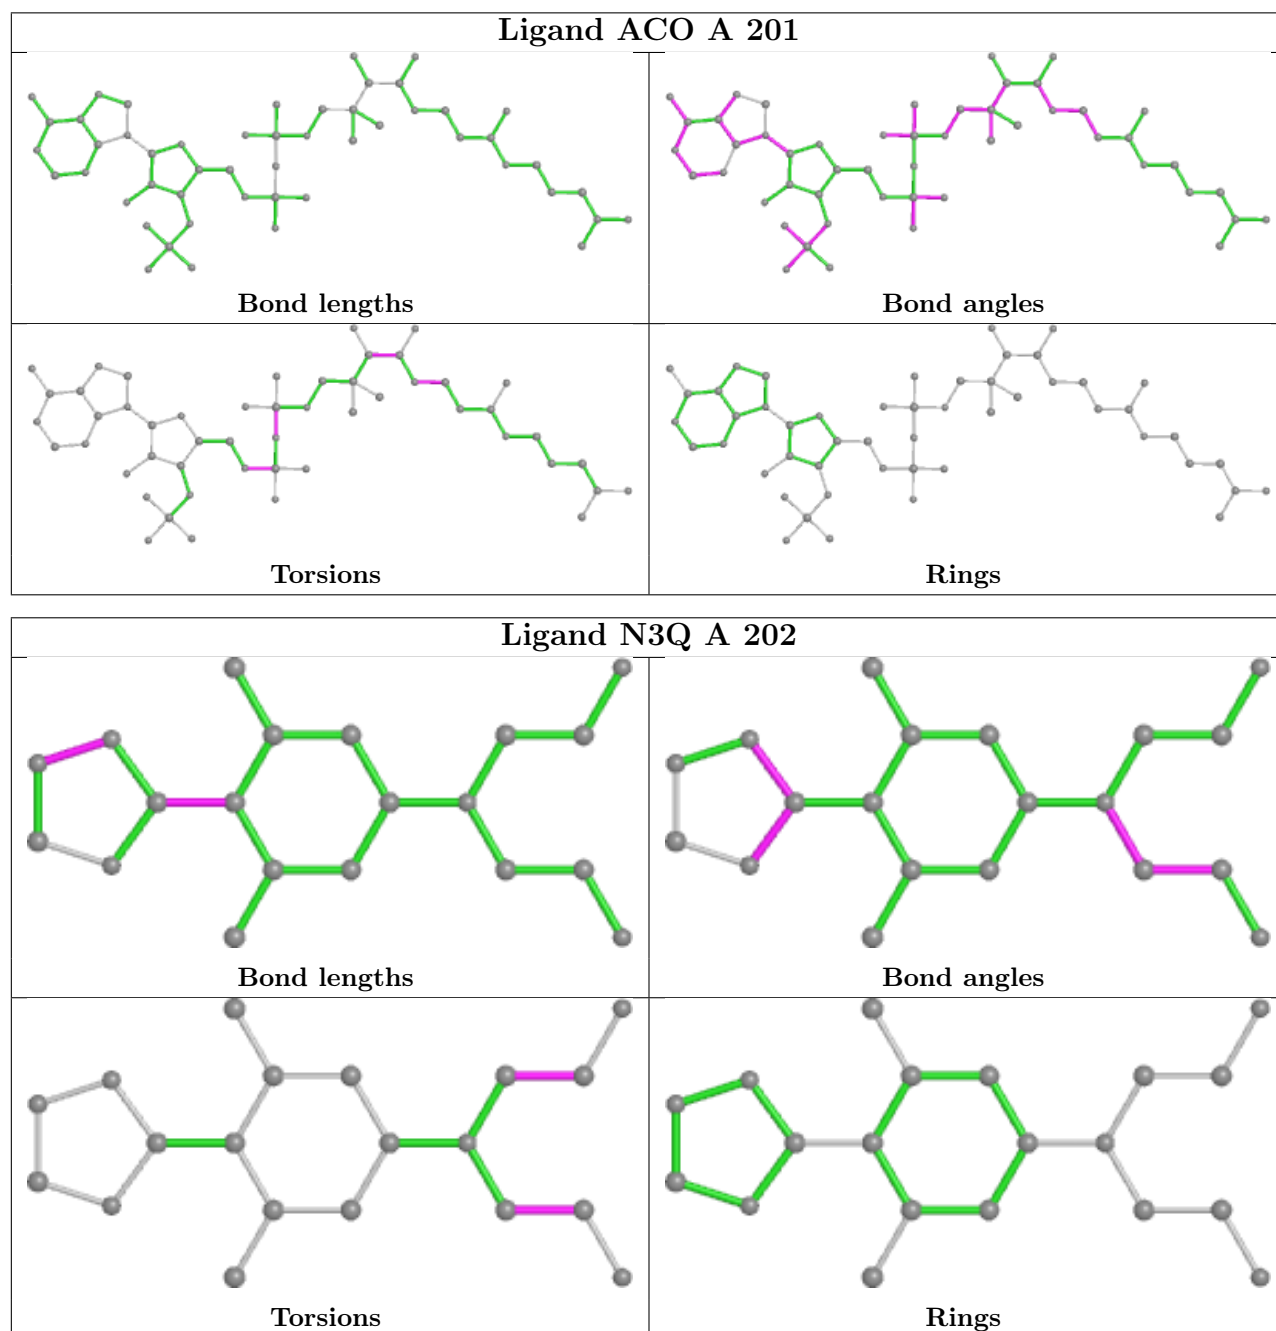 Ligand ACO A 201
Bond lengths
Bond angles
Torsions
Rings
Ligand N3Q A 202
Bond lengths
Bond angles
Torsions
Rings